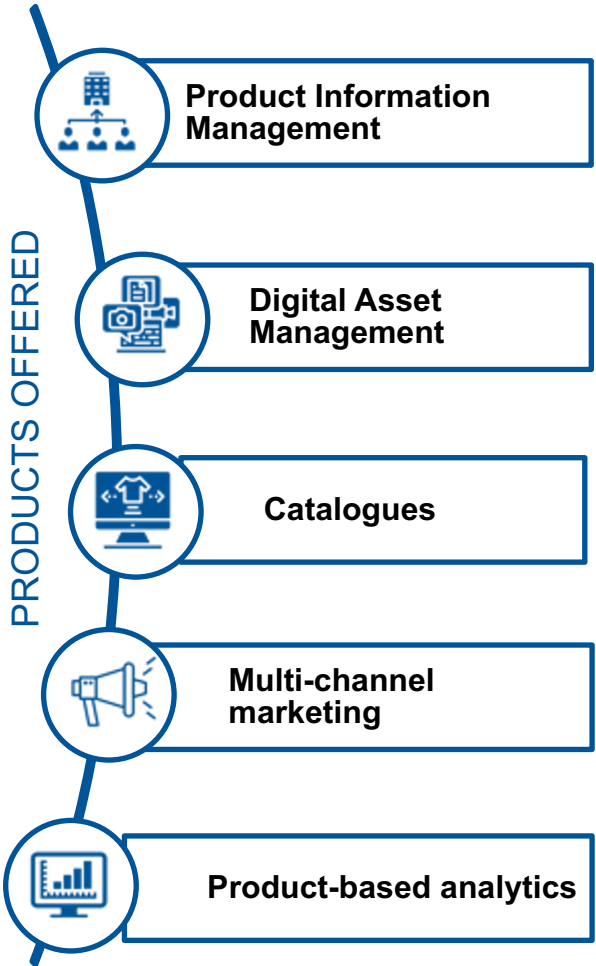 PRODUCTS OFFERED
Product Information
Management
Digital Asset
Management
Catalogues
Multi-channel
marketing
Product-based analytics